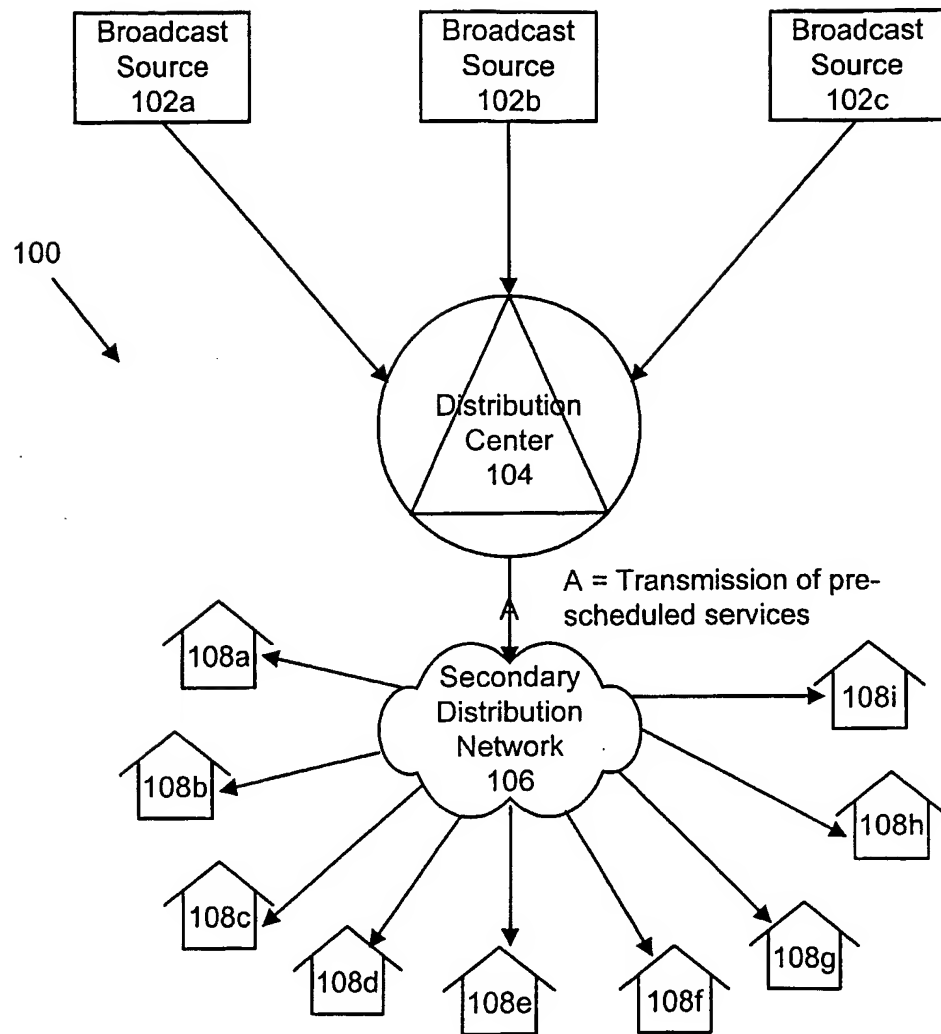 Broadcast
Source
102a
Broadcast
Source
102b
Broadcast
Source
102c
100
Distribution
Center
104
A
A = Transmission of pre-
scheduled services
Secondary
Distribution
Network
106
108a
108b
108c
108d
108e
108f
108g
108h
108i